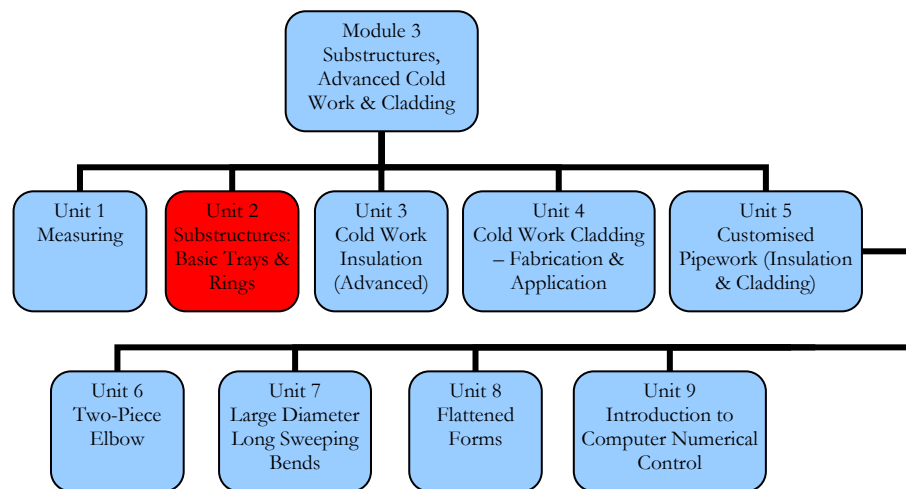 Module 3
Substructures,
Advanced Cold
Work & Cladding
Unit 1
Measuring
Unit 2
Substructures:
Basic Trays &
Rings
Unit 3
Cold Work
Insulation
(Advanced)
Unit 4
Cold Work Cladding
– Fabrication &
Application
Unit 5
Customised
Pipework (Insulation
& Cladding)
Unit 6
Two-Piece
Elbow
Unit 7
Large Diameter
Long Sweeping
Bends
Unit 8
Flattened
Forms
Unit 9
Introduction to
Computer Numerical
Control